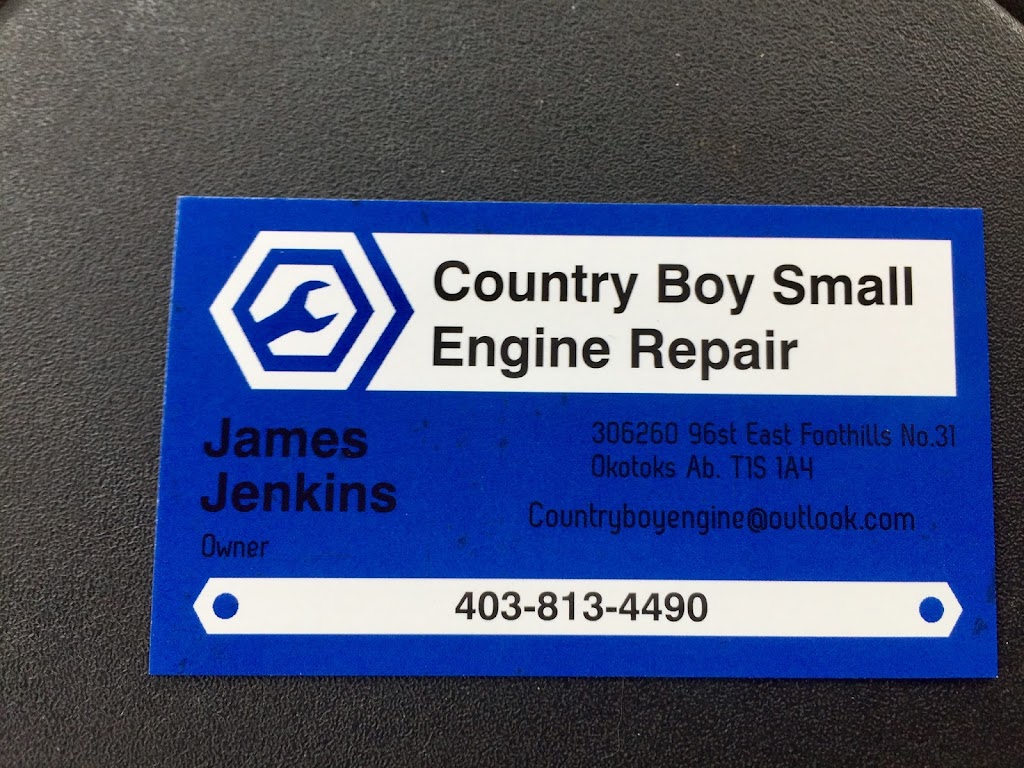 Country Boy Small
Engine Repair
James
Jenkins
Owner
306260 96st East Foothills No.31
Okotoks Ab. T1S 1A4
Countryboyengine@outlook.com
403-813-4490